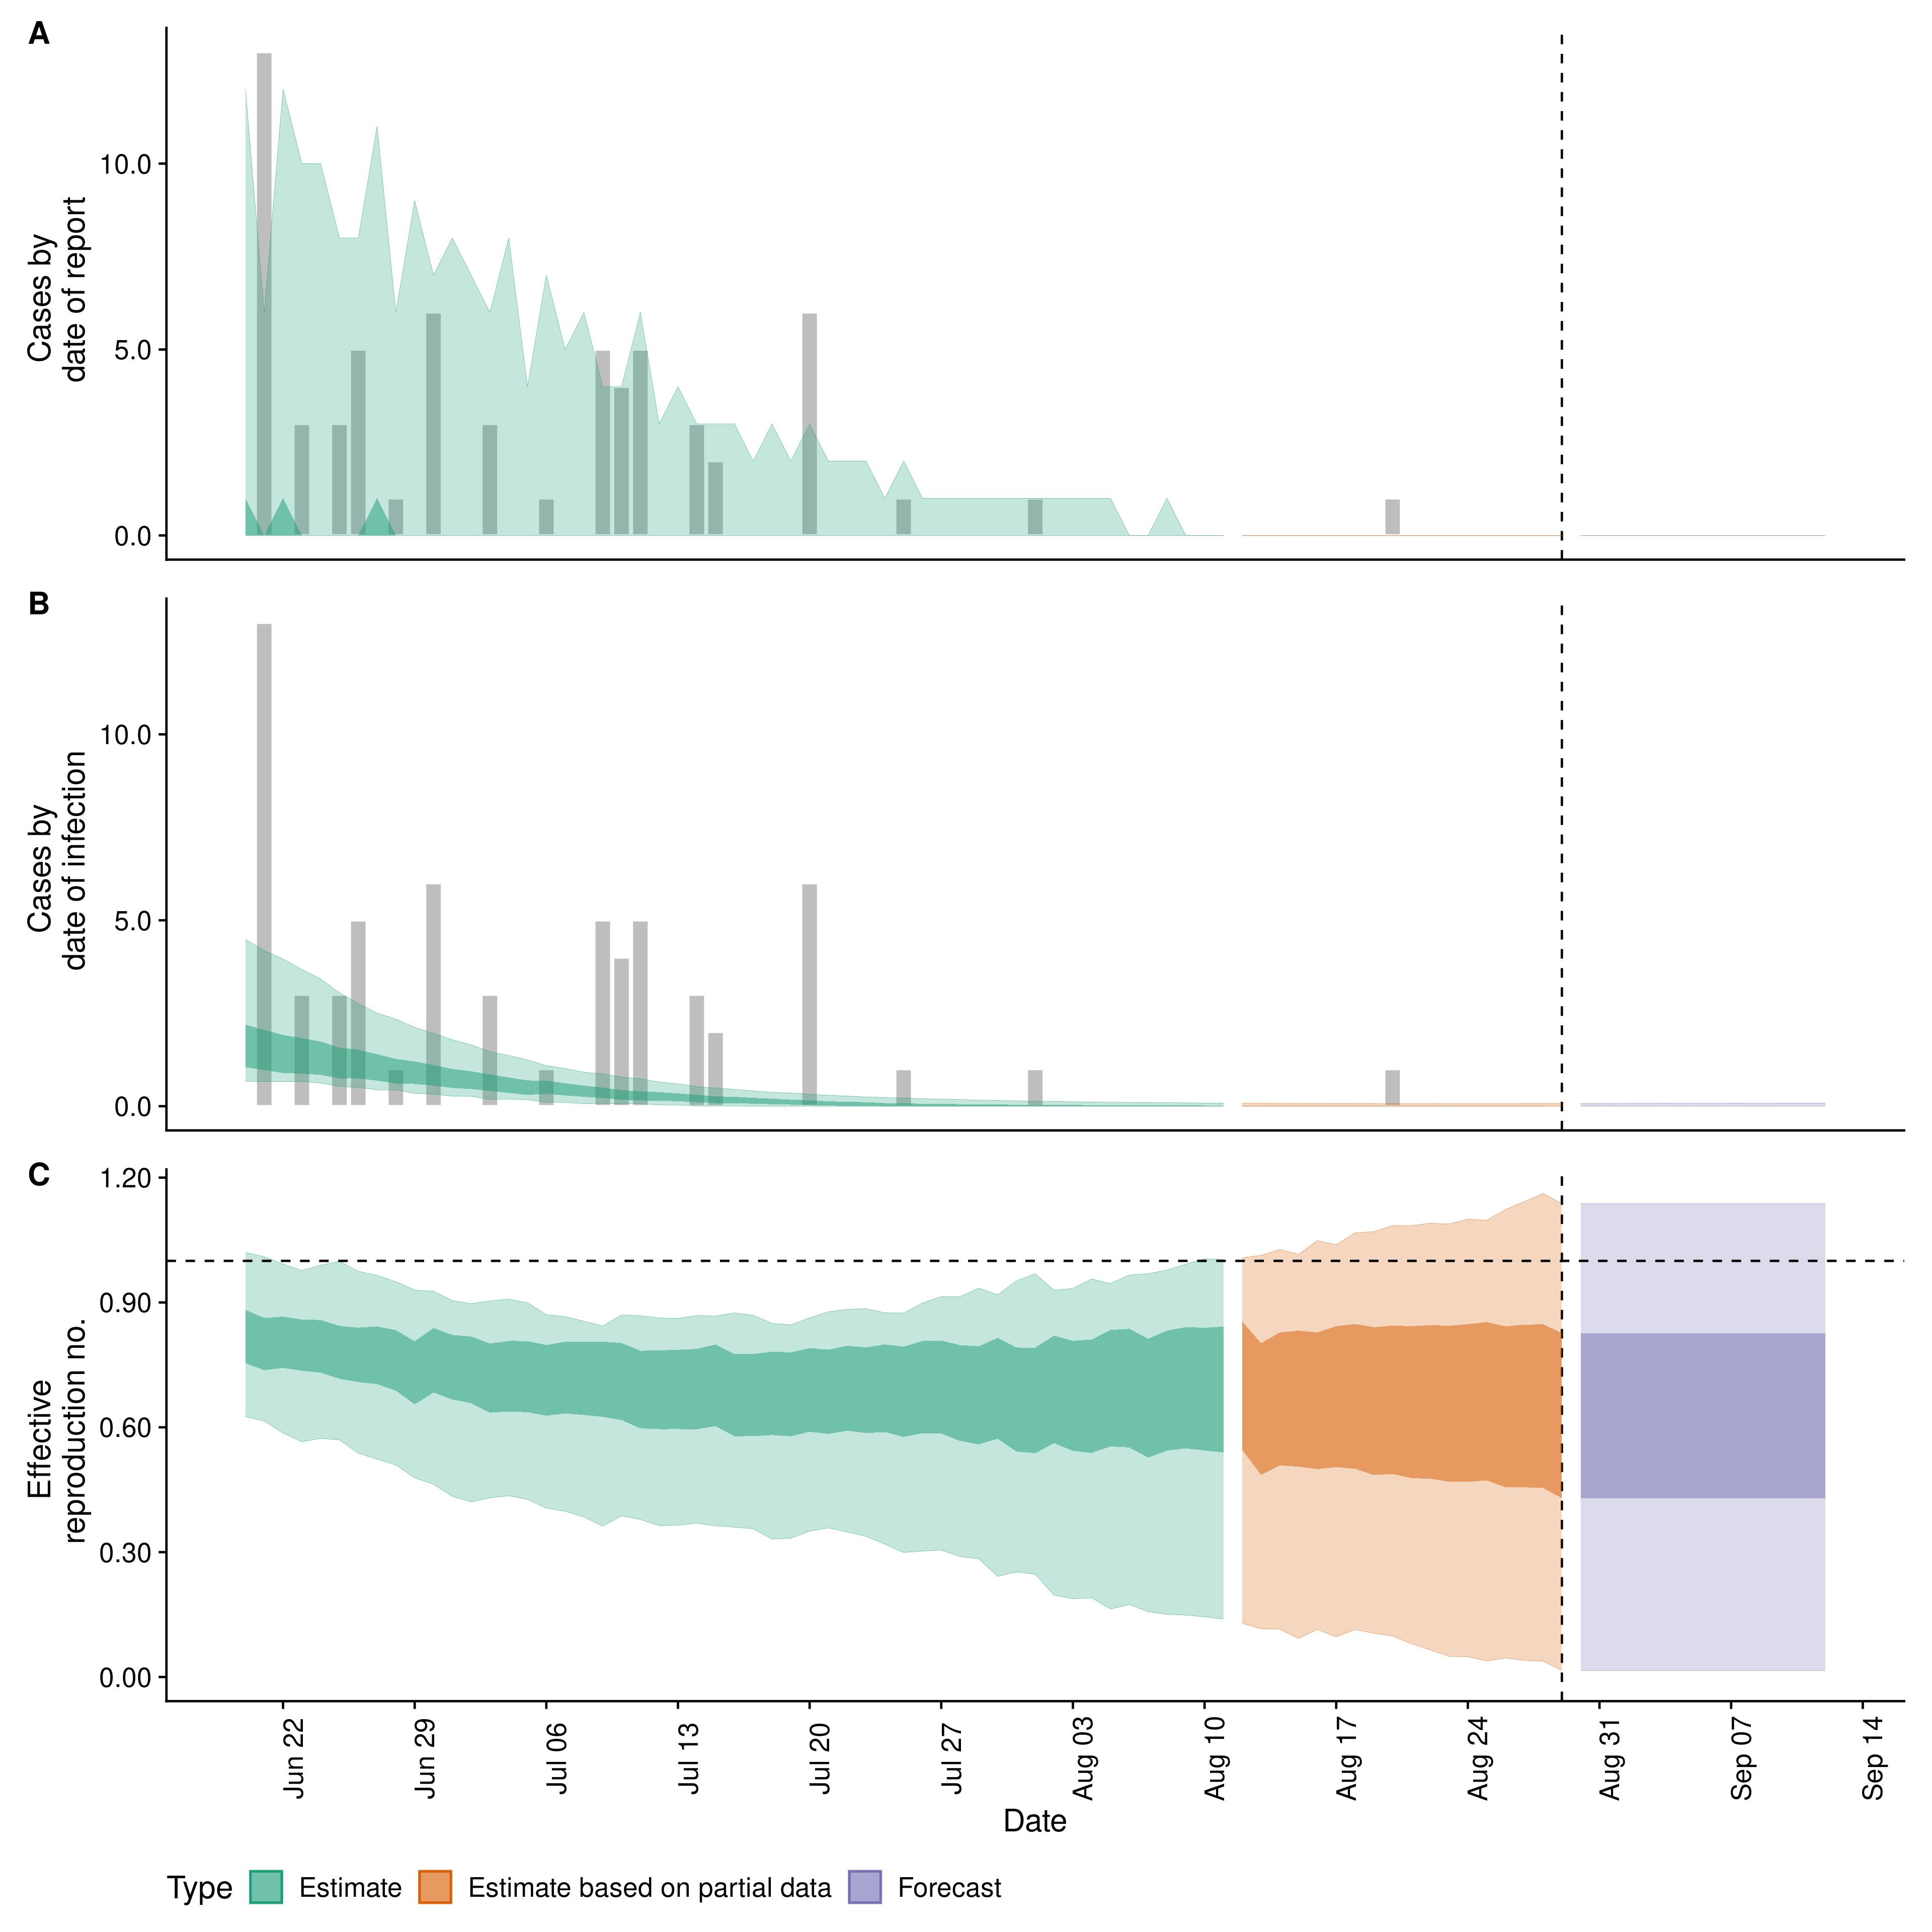 A
Cases by
date of report
10.0
5.0
0.0
B
Cases by
date of infection
10.0
5.0
0.0
C
Effective
reproduction no.
1.20
0.90
0.60
0.30
0.00
Jun 22
Jun 29
Jul 06
Jul 13
Jul 20
Jul 27
Aug 03
Aug 10
Aug 17
Aug 24
Aug 31
Sep 07
Sep 14
Date
Type Estimate Estimate based on partial data Forecast